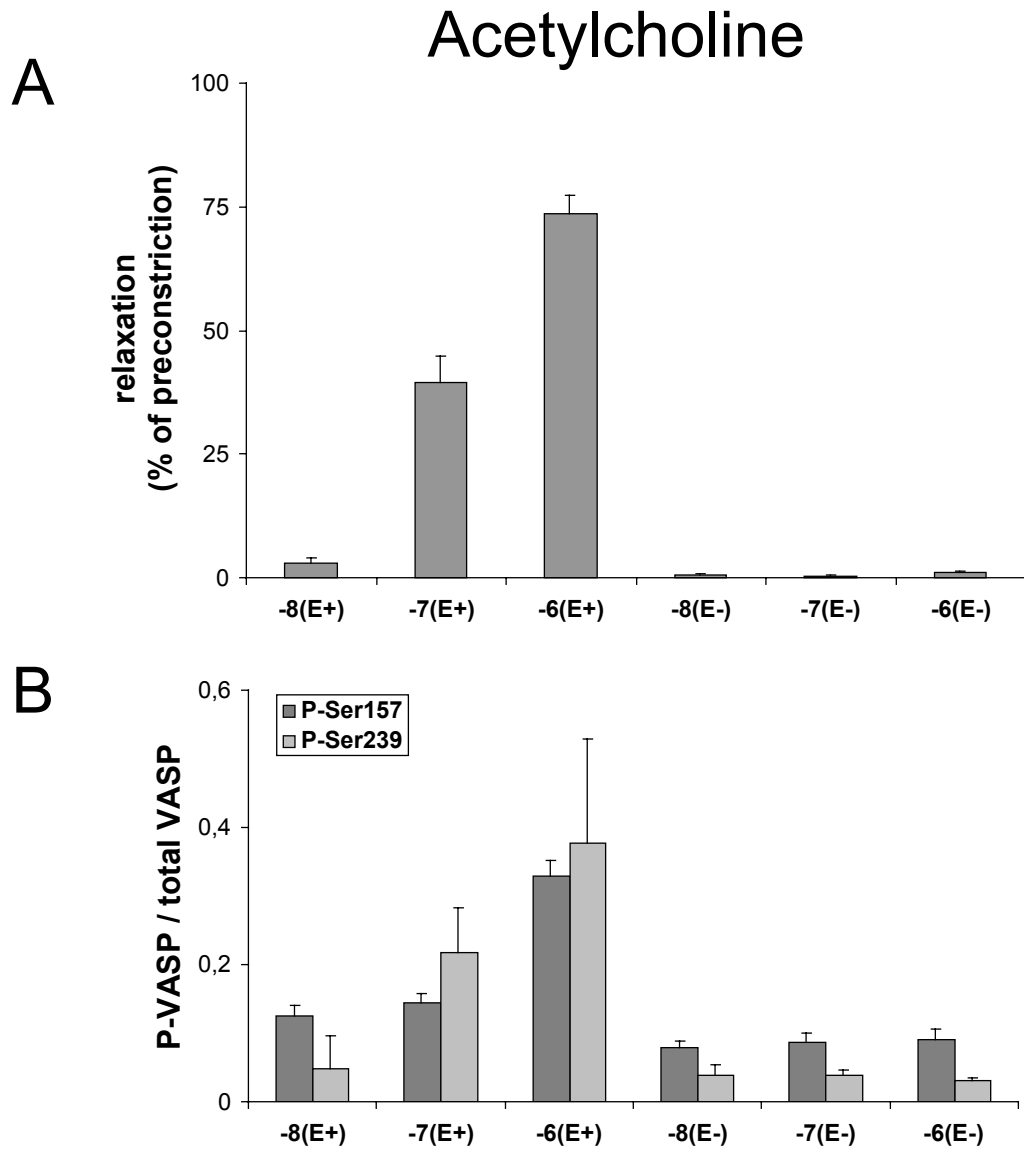 Acetylcholine
A
relaxation
(% of preconstriction)
100
75
50
25
0
-8(E+) -7(E+) -6(E+) -8(E-) -7(E-) -6(E-)
B
P-VASP / total VASP
0,6
0,4
0,2
0
P-Ser157
P-Ser239
-8(E+) -7(E+) -6(E+) -8(E-) -7(E-) -6(E-)